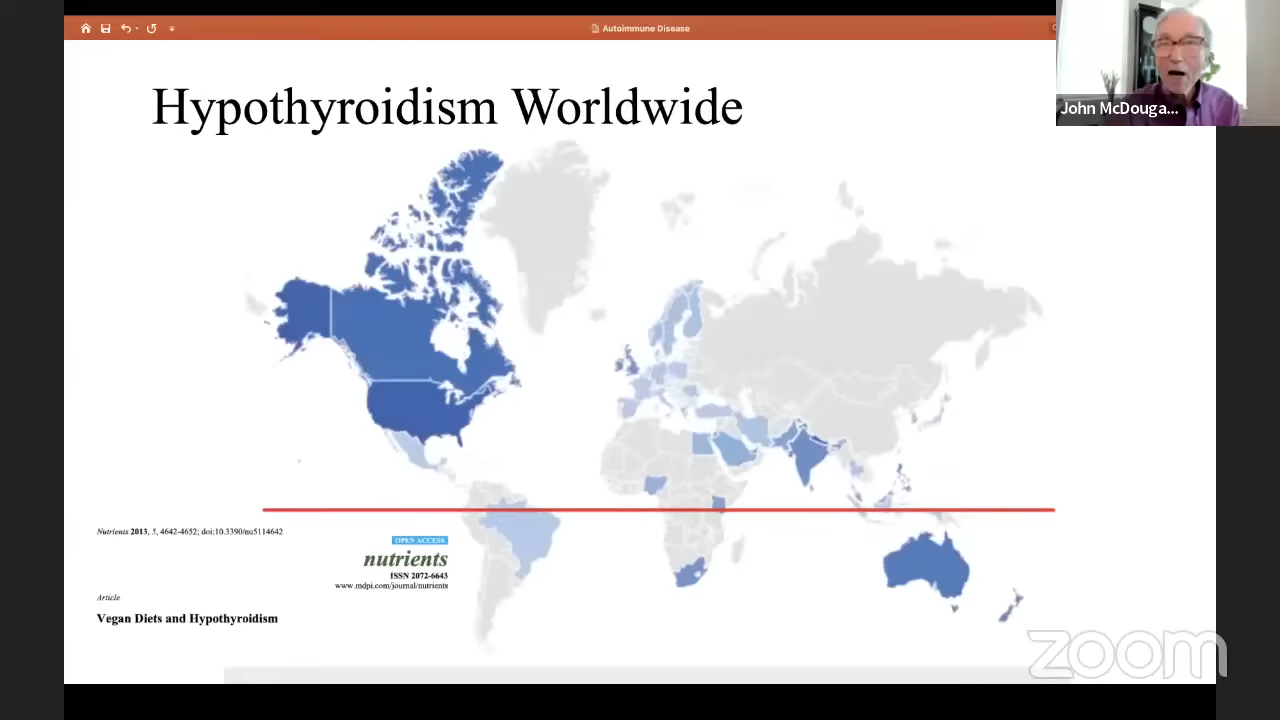 Autoimmune Disease
Hypothyroidism Worldwide
John McDouga...
Nutrients 2013, 5, 4642-4652; doi:10.3390/nu5114642
OPEN ACCESS
nutrients
ISSN 2072-6643
www.mdpi.com/journal/nutrients
Article
Vegan Diets and Hypothyroidism
zoom